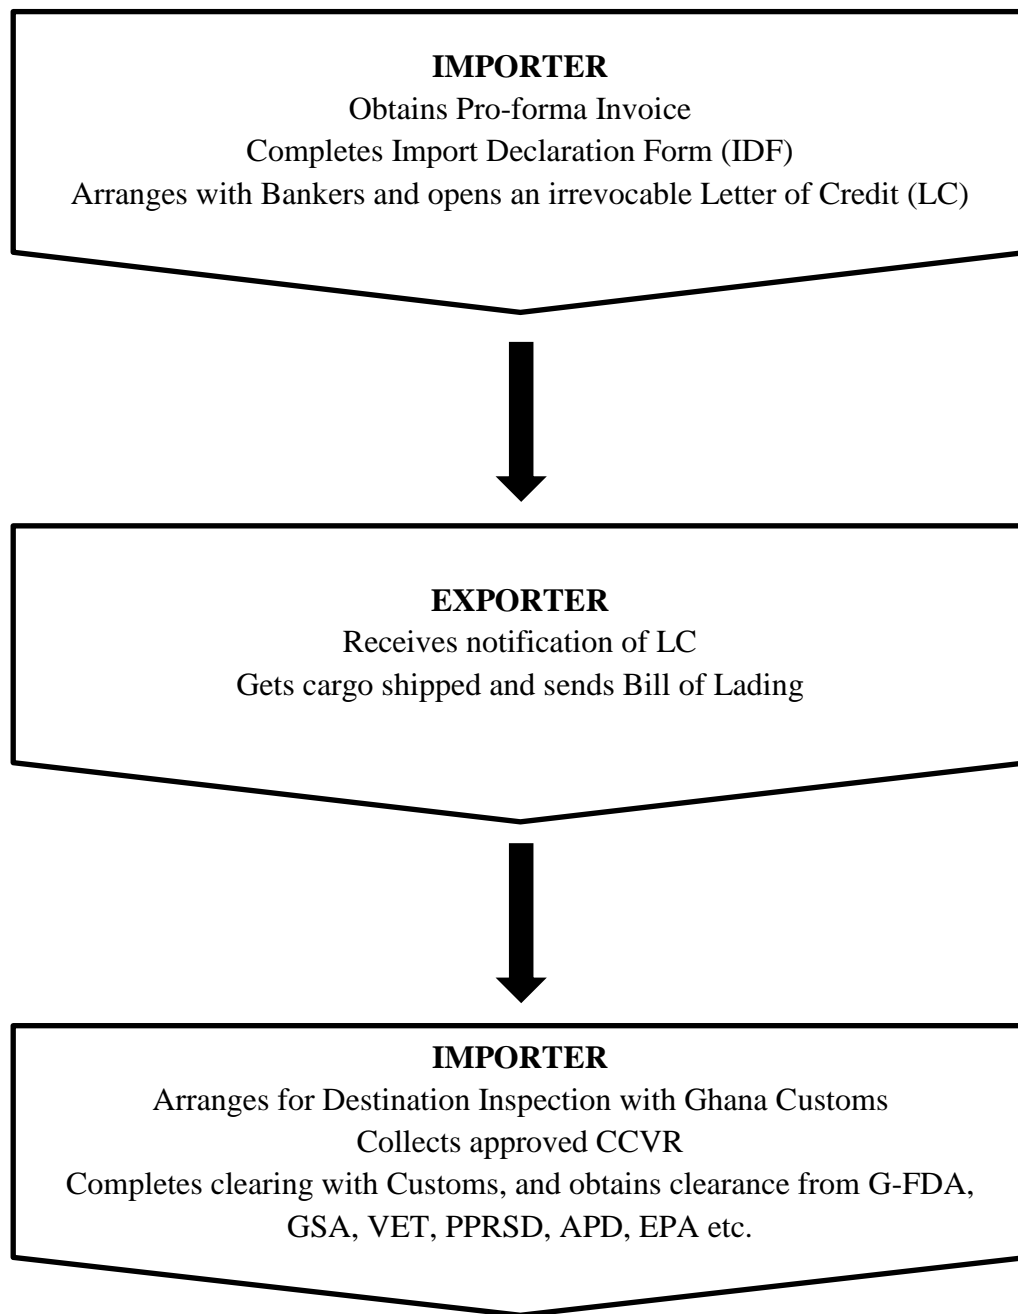 IMPORTER
Obtains Pro-forma Invoice
Completes Import Declaration Form (IDF)
Arranges with Bankers and opens an irrevocable Letter of Credit (LC)
EXPORTER
Receives notification of LC
Gets cargo shipped and sends Bill of Lading
IMPORTER
Arranges for Destination Inspection with Ghana Customs
Collects approved CCVR
Completes clearing with Customs, and obtains clearance from G-FDA,
GSA, VET, PPRSD, APD, EPA etc.